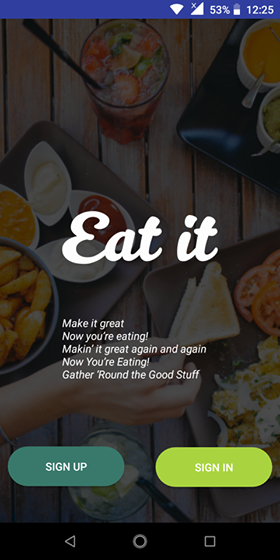 53% 12:25
Eat it
Make it great
Now you're eating!
Makin' it great again and again
Now You're Eating!
Gather 'Round the Good Stuff
SIGN UP SIGN IN